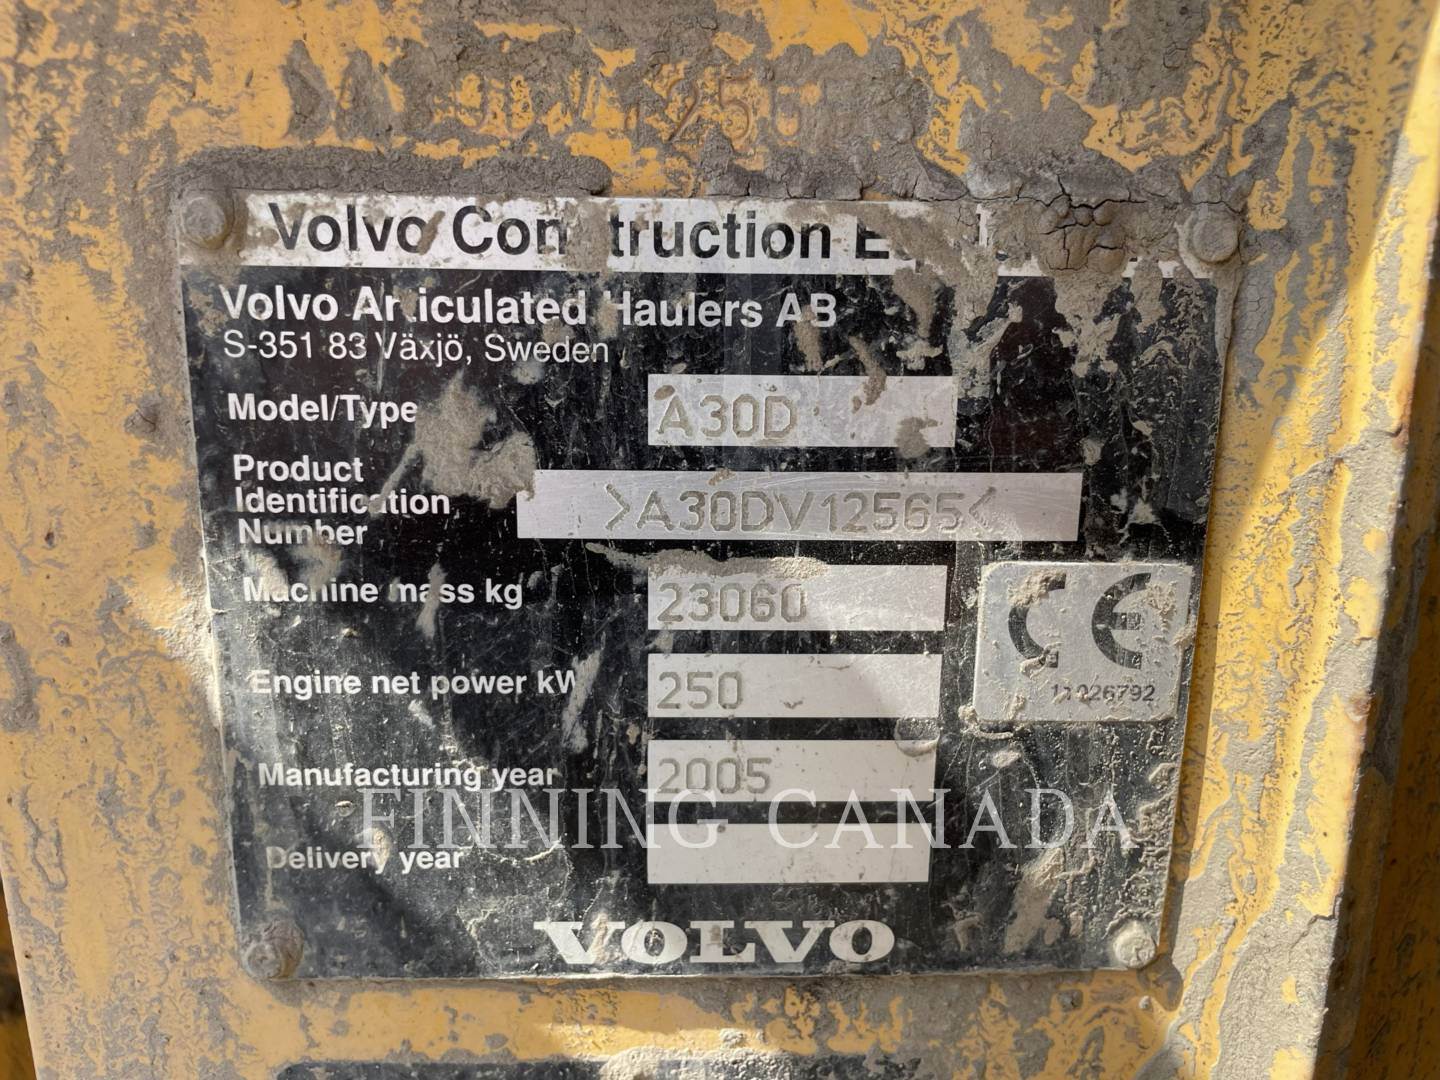 Volvo Construction
Volvo Articulated Haulers AB
S-351 83 Växjö, Sweden
Model/Type A30D
Product
Identification
Number >A30DV12565<
Machine mass kg 23060
CE
Engine net power kW 250
11026792
Manufacturing year 2005
FINNING CANADA
Delivery year
VOLVO